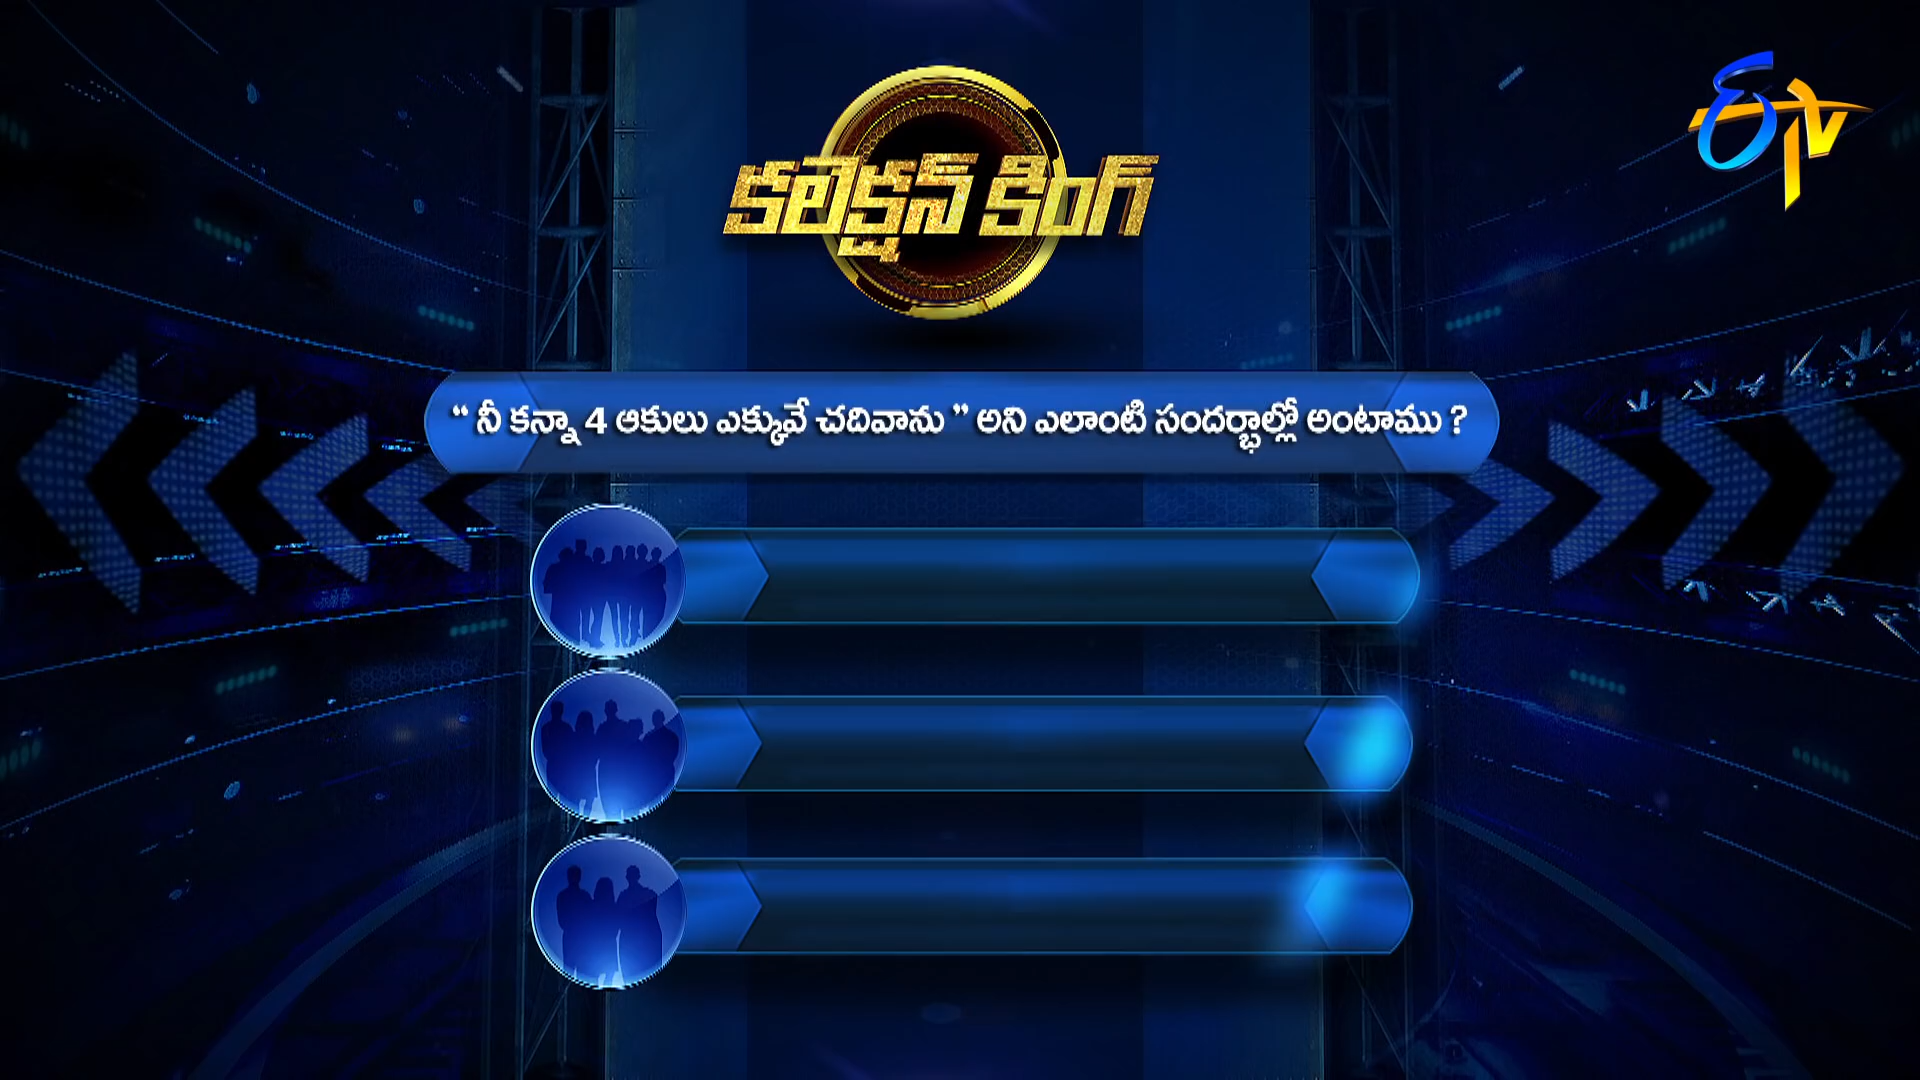 ETV
కలెక్షన్ కింగ్
“ నీ కన్నా 4 ఆకులు ఎక్కువే చదివాను ” అని ఎలాంటి సందర్భాల్లో అంటాము ?